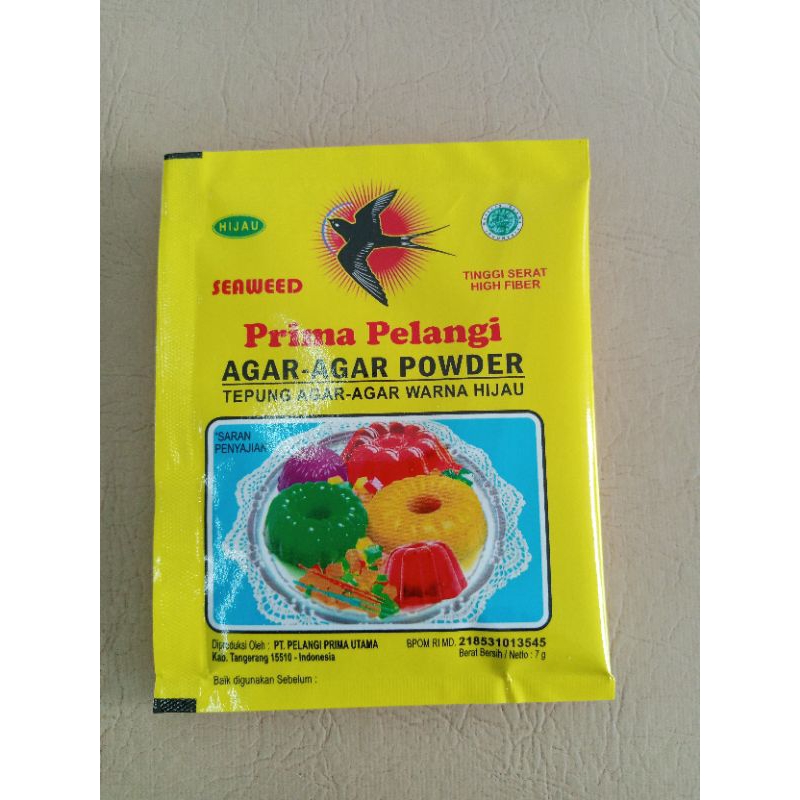 HIJAU
SEAWEED
TINGGI SERAT
HIGH FIBER
Prima Pelangi
AGAR-AGAR POWDER
TEPUNG AGAR-AGAR WARNA HIJAU
*SARAN
PENYAJIAN
Diproduksi Oleh : PT. PELANGI PRIMA UTAMA
Kab. Tangerang 15510 - Indonesia
BPOM RI MD. 218531013545
Berat Bersih / Netto : 7 g
Baik digunakan Sebelum :